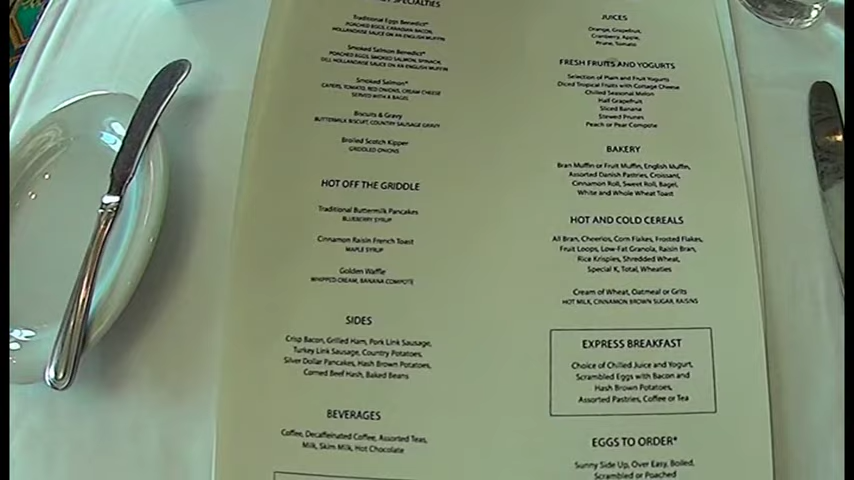 SPECIALTIES
Traditional Eggs Benedict*
POACHED EGGS, CANADIAN BACON,
HOLLANDAISE SAUCE ON AN ENGLISH MUFFIN
Smoked Salmon Benedict*
POACHED EGGS, SMOKED SALMON, SPINACH,
DILL HOLLANDAISE SAUCE ON AN ENGLISH MUFFIN
Smoked Salmon*
CAPERS, TOMATO, RED ONIONS, CREAM CHEESE
SERVED WITH A BAGEL
Biscuits & Gravy
BUTTERMILK BISCUIT, COUNTRY SAUSAGE GRAVY
Broiled Scotch Kipper
GRIDDLED ONIONS
HOT OFF THE GRIDDLE
Traditional Buttermilk Pancakes
BLUEBERRY SYRUP
Cinnamon Raisin French Toast
MAPLE SYRUP
Golden Waffle
WHIPPED CREAM, BANANA COMPOTE
SIDES
Crisp Bacon, Grilled Ham, Pork Link Sausage,
Turkey Link Sausage, Country Potatoes,
Silver Dollar Pancakes, Hash Brown Potatoes,
Corned Beef Hash, Baked Beans
BEVERAGES
Coffee, Decaffeinated Coffee, Assorted Teas,
Milk, Skim Milk, Hot Chocolate
JUICES
Orange, Grapefruit,
Cranberry, Apple,
Prune, Tomato
FRESH FRUITS AND YOGURTS
Selection of Plain and Fruit Yogurts
Diced Tropical Fruits with Cottage Cheese
Chilled Seasonal Melon
Half Grapefruit
Sliced Banana
Stewed Prunes
Peach or Pear Compote
BAKERY
Bran Muffin or Fruit Muffin, English Muffin,
Assorted Danish Pastries, Croissant,
Cinnamon Roll, Sweet Roll, Bagel,
White and Whole Wheat Toast
HOT AND COLD CEREALS
All Bran, Cheerios, Corn Flakes, Frosted Flakes,
Fruit Loops, Low-Fat Granola, Raisin Bran,
Rice Krispies, Shredded Wheat,
Special K, Total, Wheaties
Cream of Wheat, Oatmeal or Grits
HOT MILK, CINNAMON BROWN SUGAR, RAISINS
EXPRESS BREAKFAST
Choice of Chilled Juice and Yogurt,
Scrambled Eggs with Bacon and
Hash Brown Potatoes,
Assorted Pastries, Coffee or Tea
EGGS TO ORDER*
Sunny Side Up, Over Easy, Boiled,
Scrambled or Poached